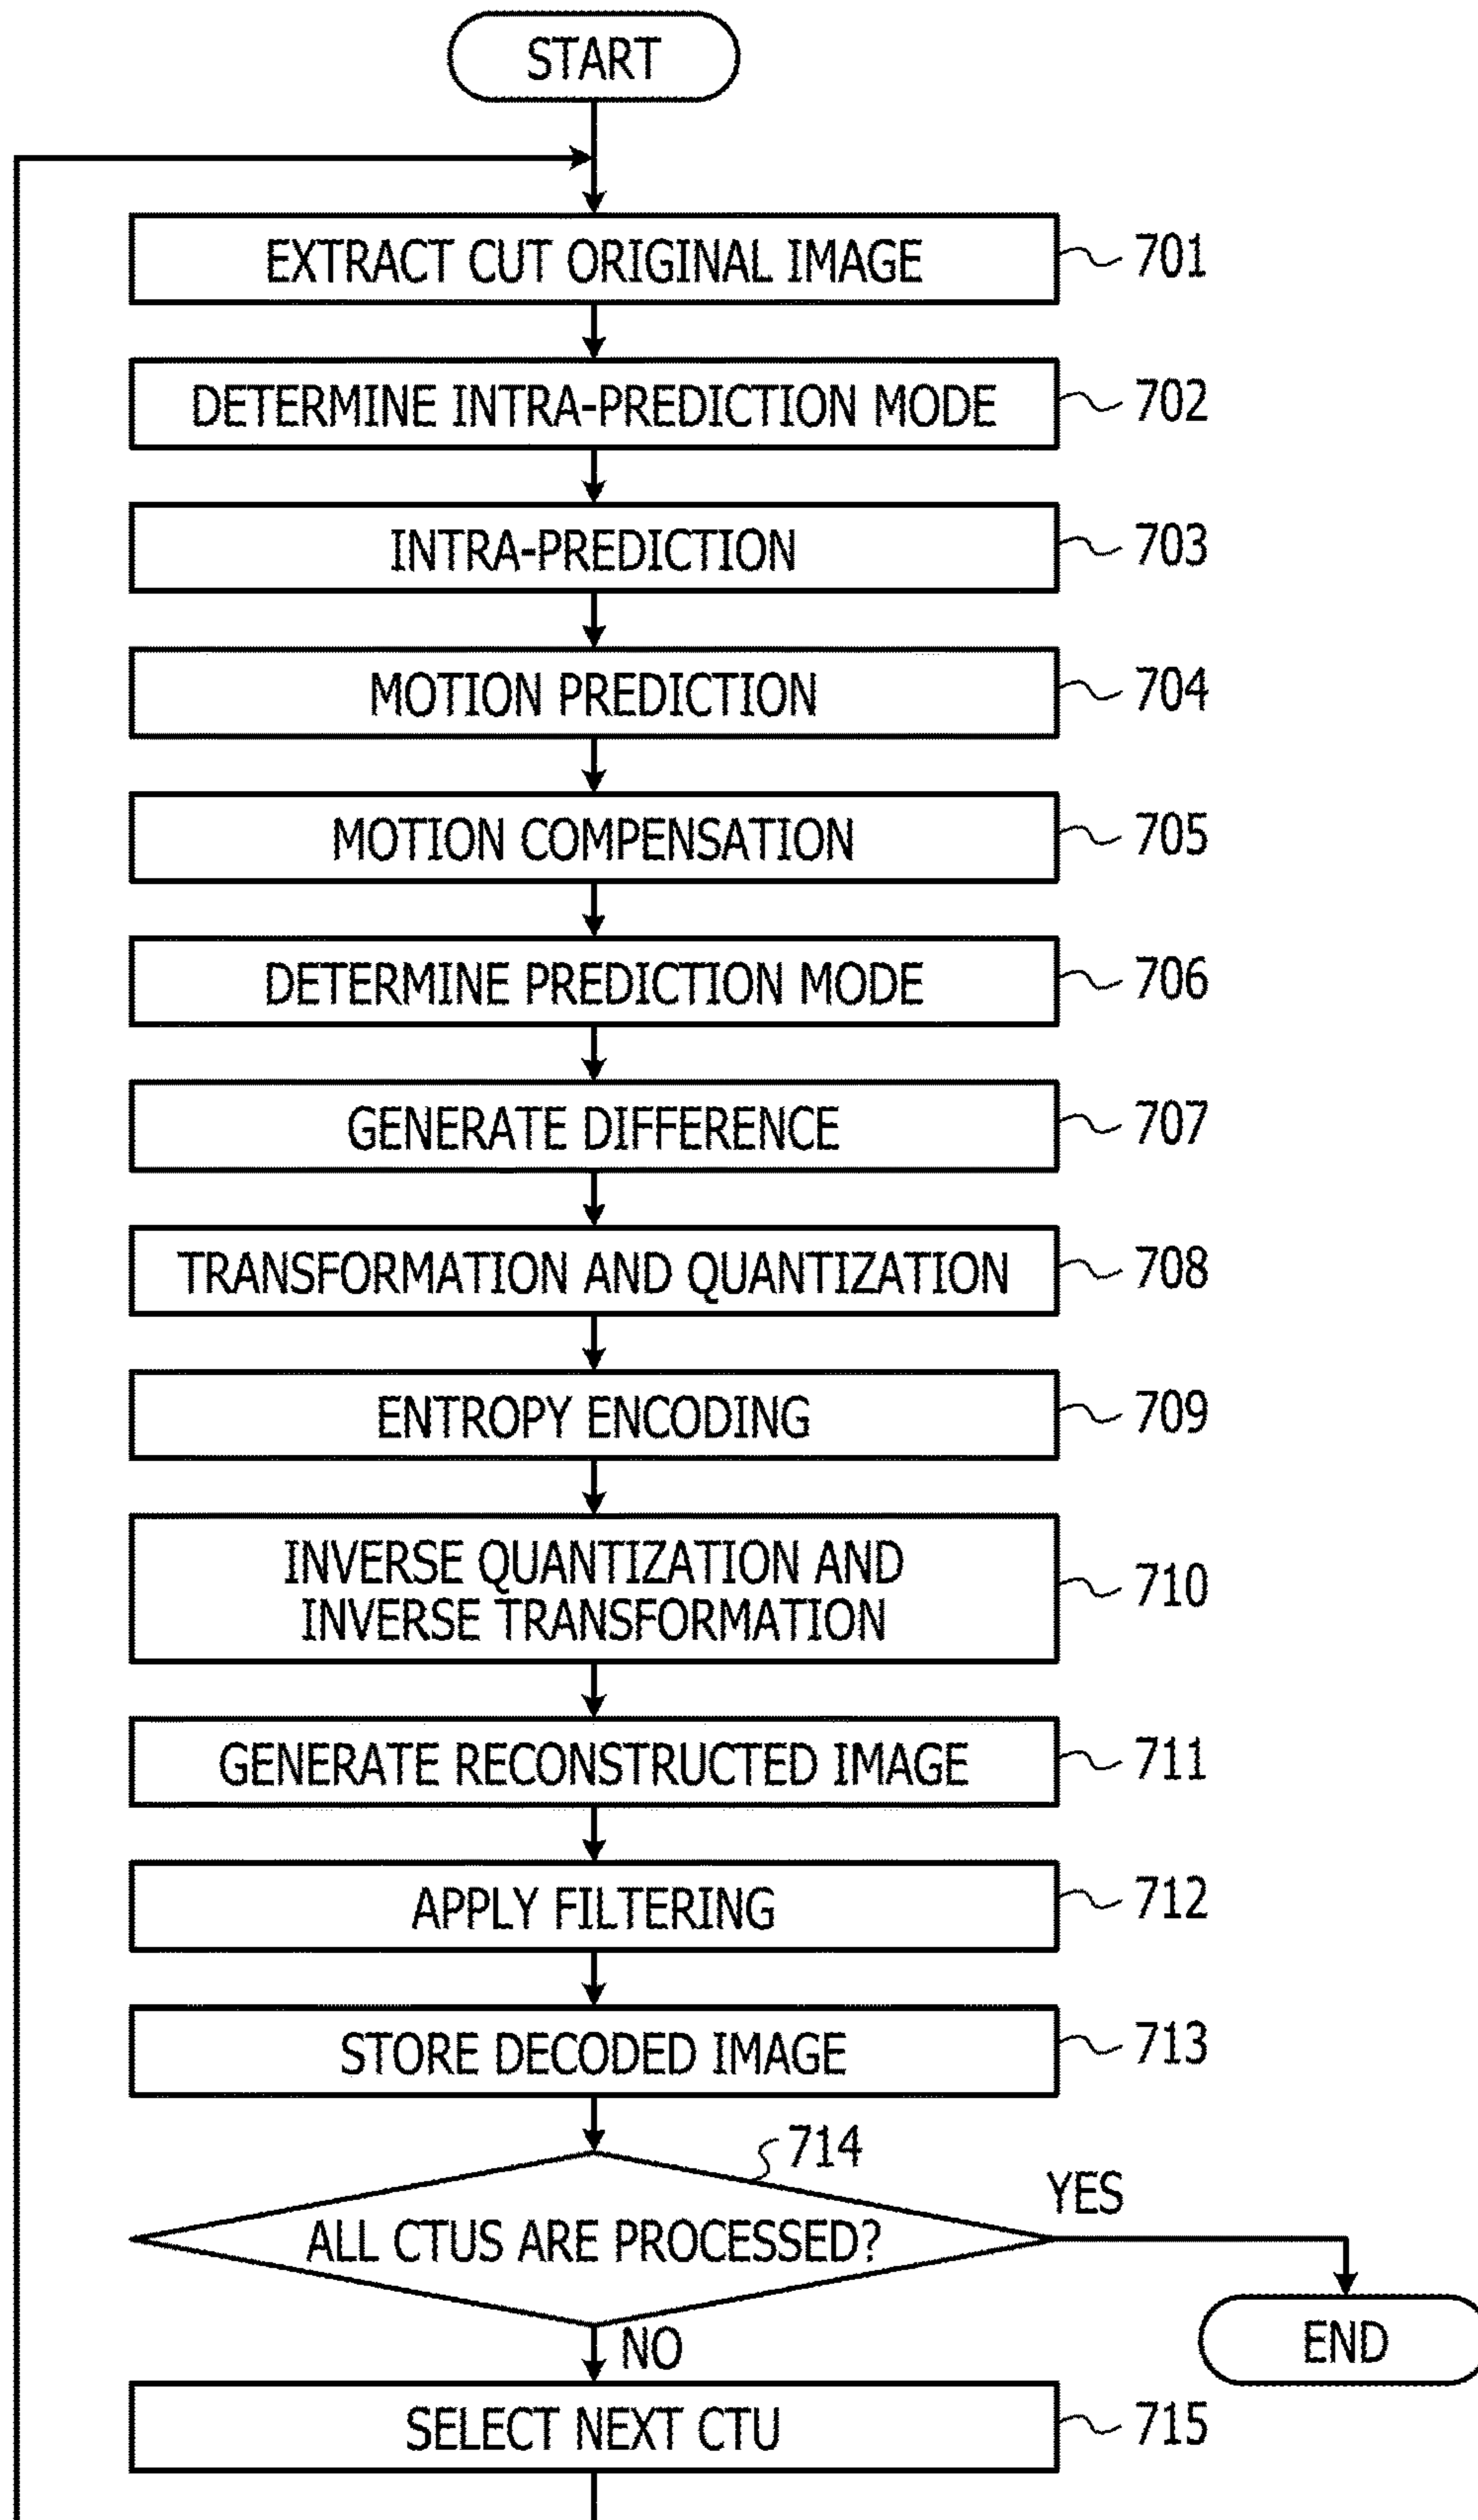 START
EXTRACT CUT ORIGINAL IMAGE
701
DETERMINE INTRA-PREDICTION MODE
702
INTRA-PREDICTION
703
MOTION PREDICTION
704
MOTION COMPENSATION
705
DETERMINE PREDICTION MODE
706
GENERATE DIFFERENCE
707
TRANSFORMATION AND QUANTIZATION
708
ENTROPY ENCODING
709
INVERSE QUANTIZATION AND
INVERSE TRANSFORMATION
710
GENERATE RECONSTRUCTED IMAGE
711
APPLY FILTERING
712
STORE DECODED IMAGE
713
714
ALL CTUS ARE PROCESSED?
YES
END
NO
SELECT NEXT CTU
715